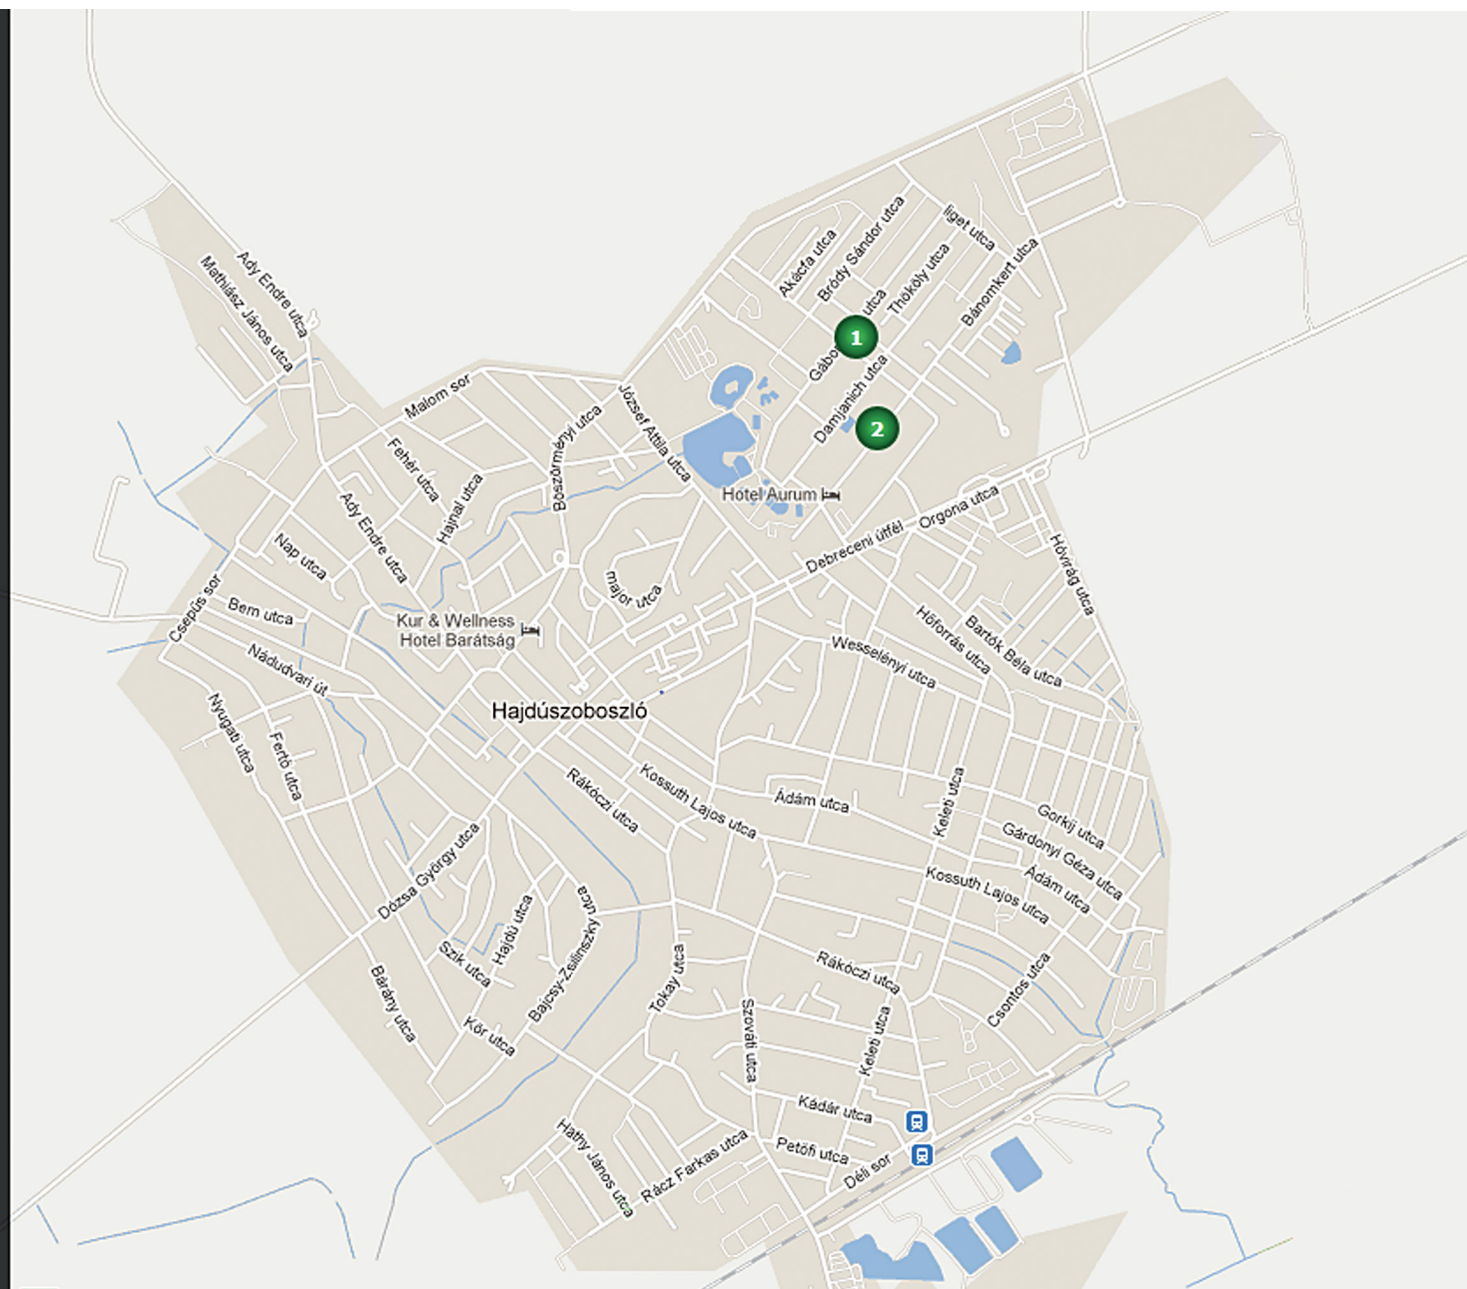 liget utca
Bródy Sándor utca
Akácfa utca
Thököly utca
Bánomkert utca
Ady Endre utca
Mathiász János utca
utca
1
Gábo
Damjanich utca
Malom sor
József Attila utca
Böszörményi utca
2
Fehér utca
Hajnal utca
Hotel Aurum
Orgona utca
Debreceni útfél
Ady Endre utca
Nap utca
Hóvirág utca
major utca
Csepűs sor
Bem utca
Kur & Wellness
Hotel Barátság
Hőforrás utca
Bartók Béla utca
Wesselényi utca
Nádudvari út
Nyugati utca
Hajdúszoboszló
Fertő utca
Rákóczi utca
Kossuth Lajos utca
Ádám utca
Keleti utca
Gorkij utca
Gárdonyi Géza utca
Ádám utca
Kossuth Lajos utca
Dózsa György utca
Hajdú utca
Szik utca
Bajcsy-Zsilinszky utca
Bárány utca
Kör utca
Tokay utca
Rákóczi utca
Csontos utca
Szováti utca
Keleti utca
Kádár utca
Petőfi utca
Déli sor
Hathy János utca
Rácz Farkas utca